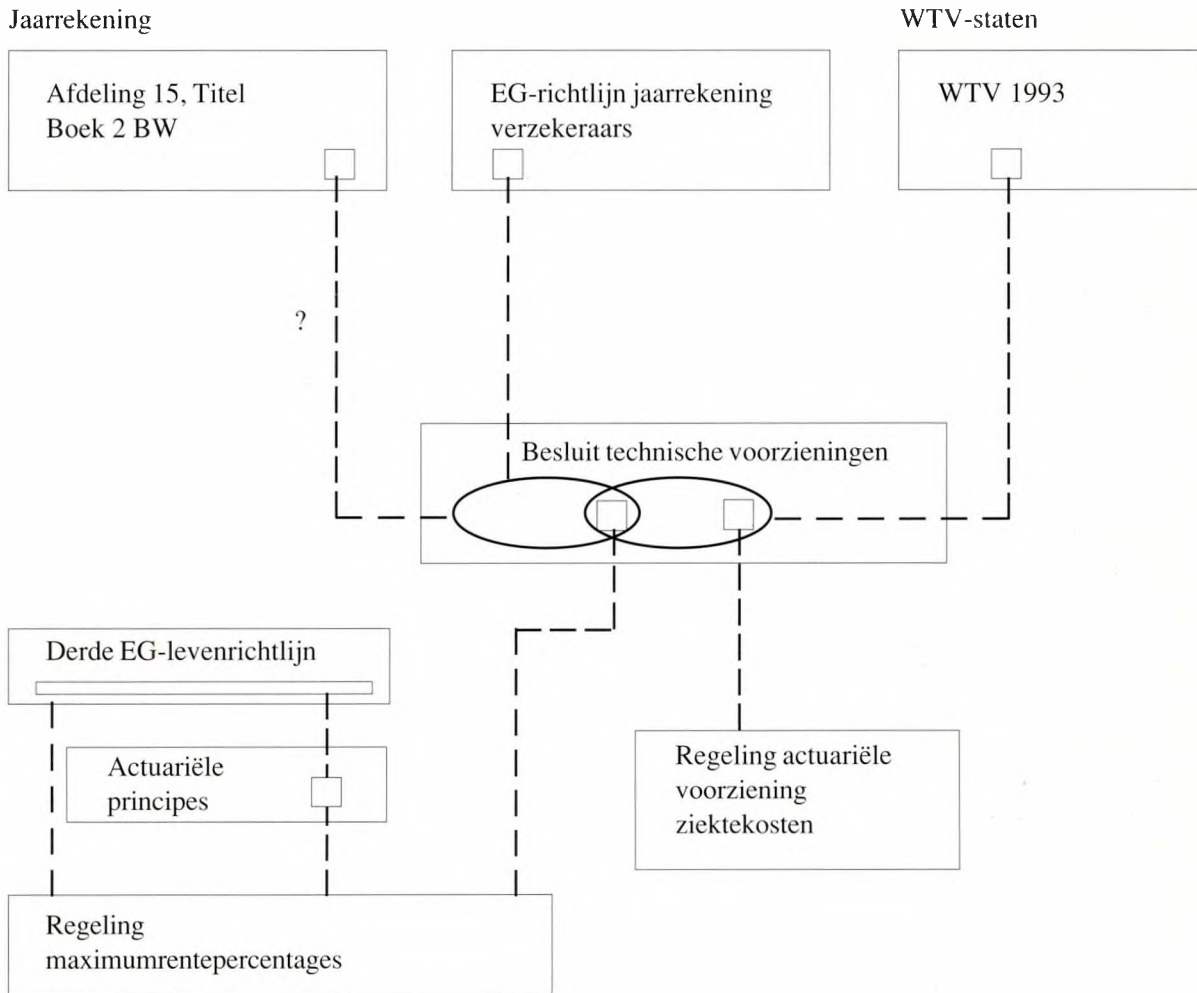 Jaarrekening
WTV-staten
Afdeling 15, Titel
Boek 2 BW
EG-richtlijn jaarrekening
verzekeraars
WTV 1993
?
Besluit technische voorzieningen
Derde EG-levenrichtlijn
Actuariële
principes
Regeling actuariële
voorziening
ziektekosten
Regeling
maximumrentepercentages